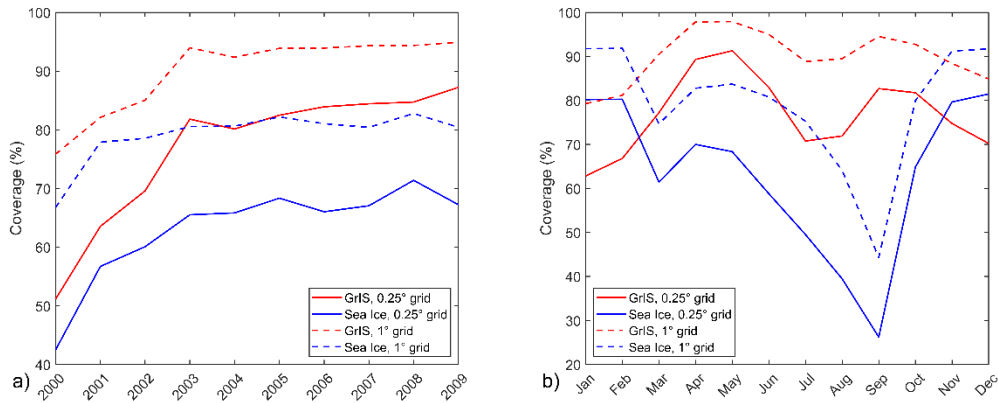 100
90
80
70
60
50
40
Coverage (%)
2000
2001
2002
2003
2004
2005
2006
2007
2008
2009
GrIS, 0.25° grid
Sea Ice, 0.25° grid
GrIS, 1° grid
Sea Ice, 1° grid
a)
100
90
80
70
60
50
40
30
20
Coverage (%)
Jan
Feb
Mar
Apr
May
Jun
Jul
Aug
Sep
Oct
Nov
Dec
GrIS, 0.25° grid
Sea Ice, 0.25° grid
GrIS, 1° grid
Sea Ice, 1° grid
b)